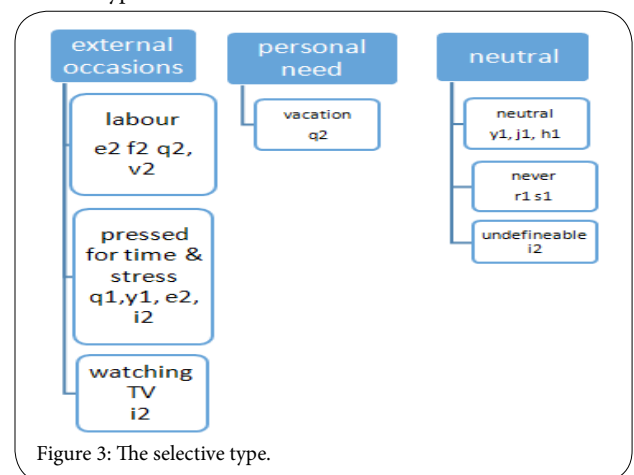 external
occasions
labour
e2 f2 q2,
v2
pressed
for time &
stress
q1,y1, e2,
i2
watching
TV
i2
personal
need
vacation
q2
neutral
neutral
y1, j1, h1
never
r1 s1
undefineable
i2
Figure 3: The selective type.